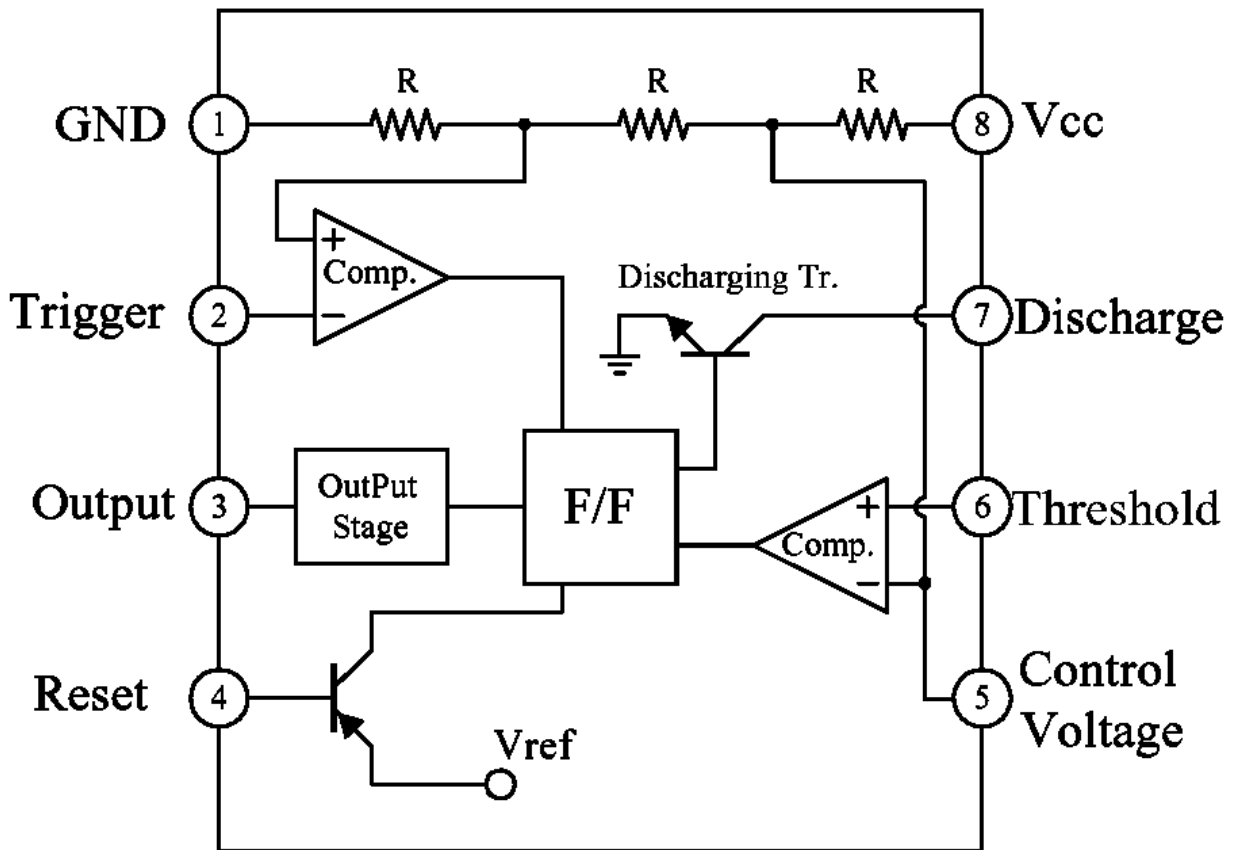 R
R
R
GND
1
8
Vcc
+
Comp.
−
Trigger
2
Discharging Tr.
7
Discharge
Output
3
OutPut
Stage
F/F
+
Comp.
−
6
Threshold
Reset
4
Vref
5
Control
Voltage